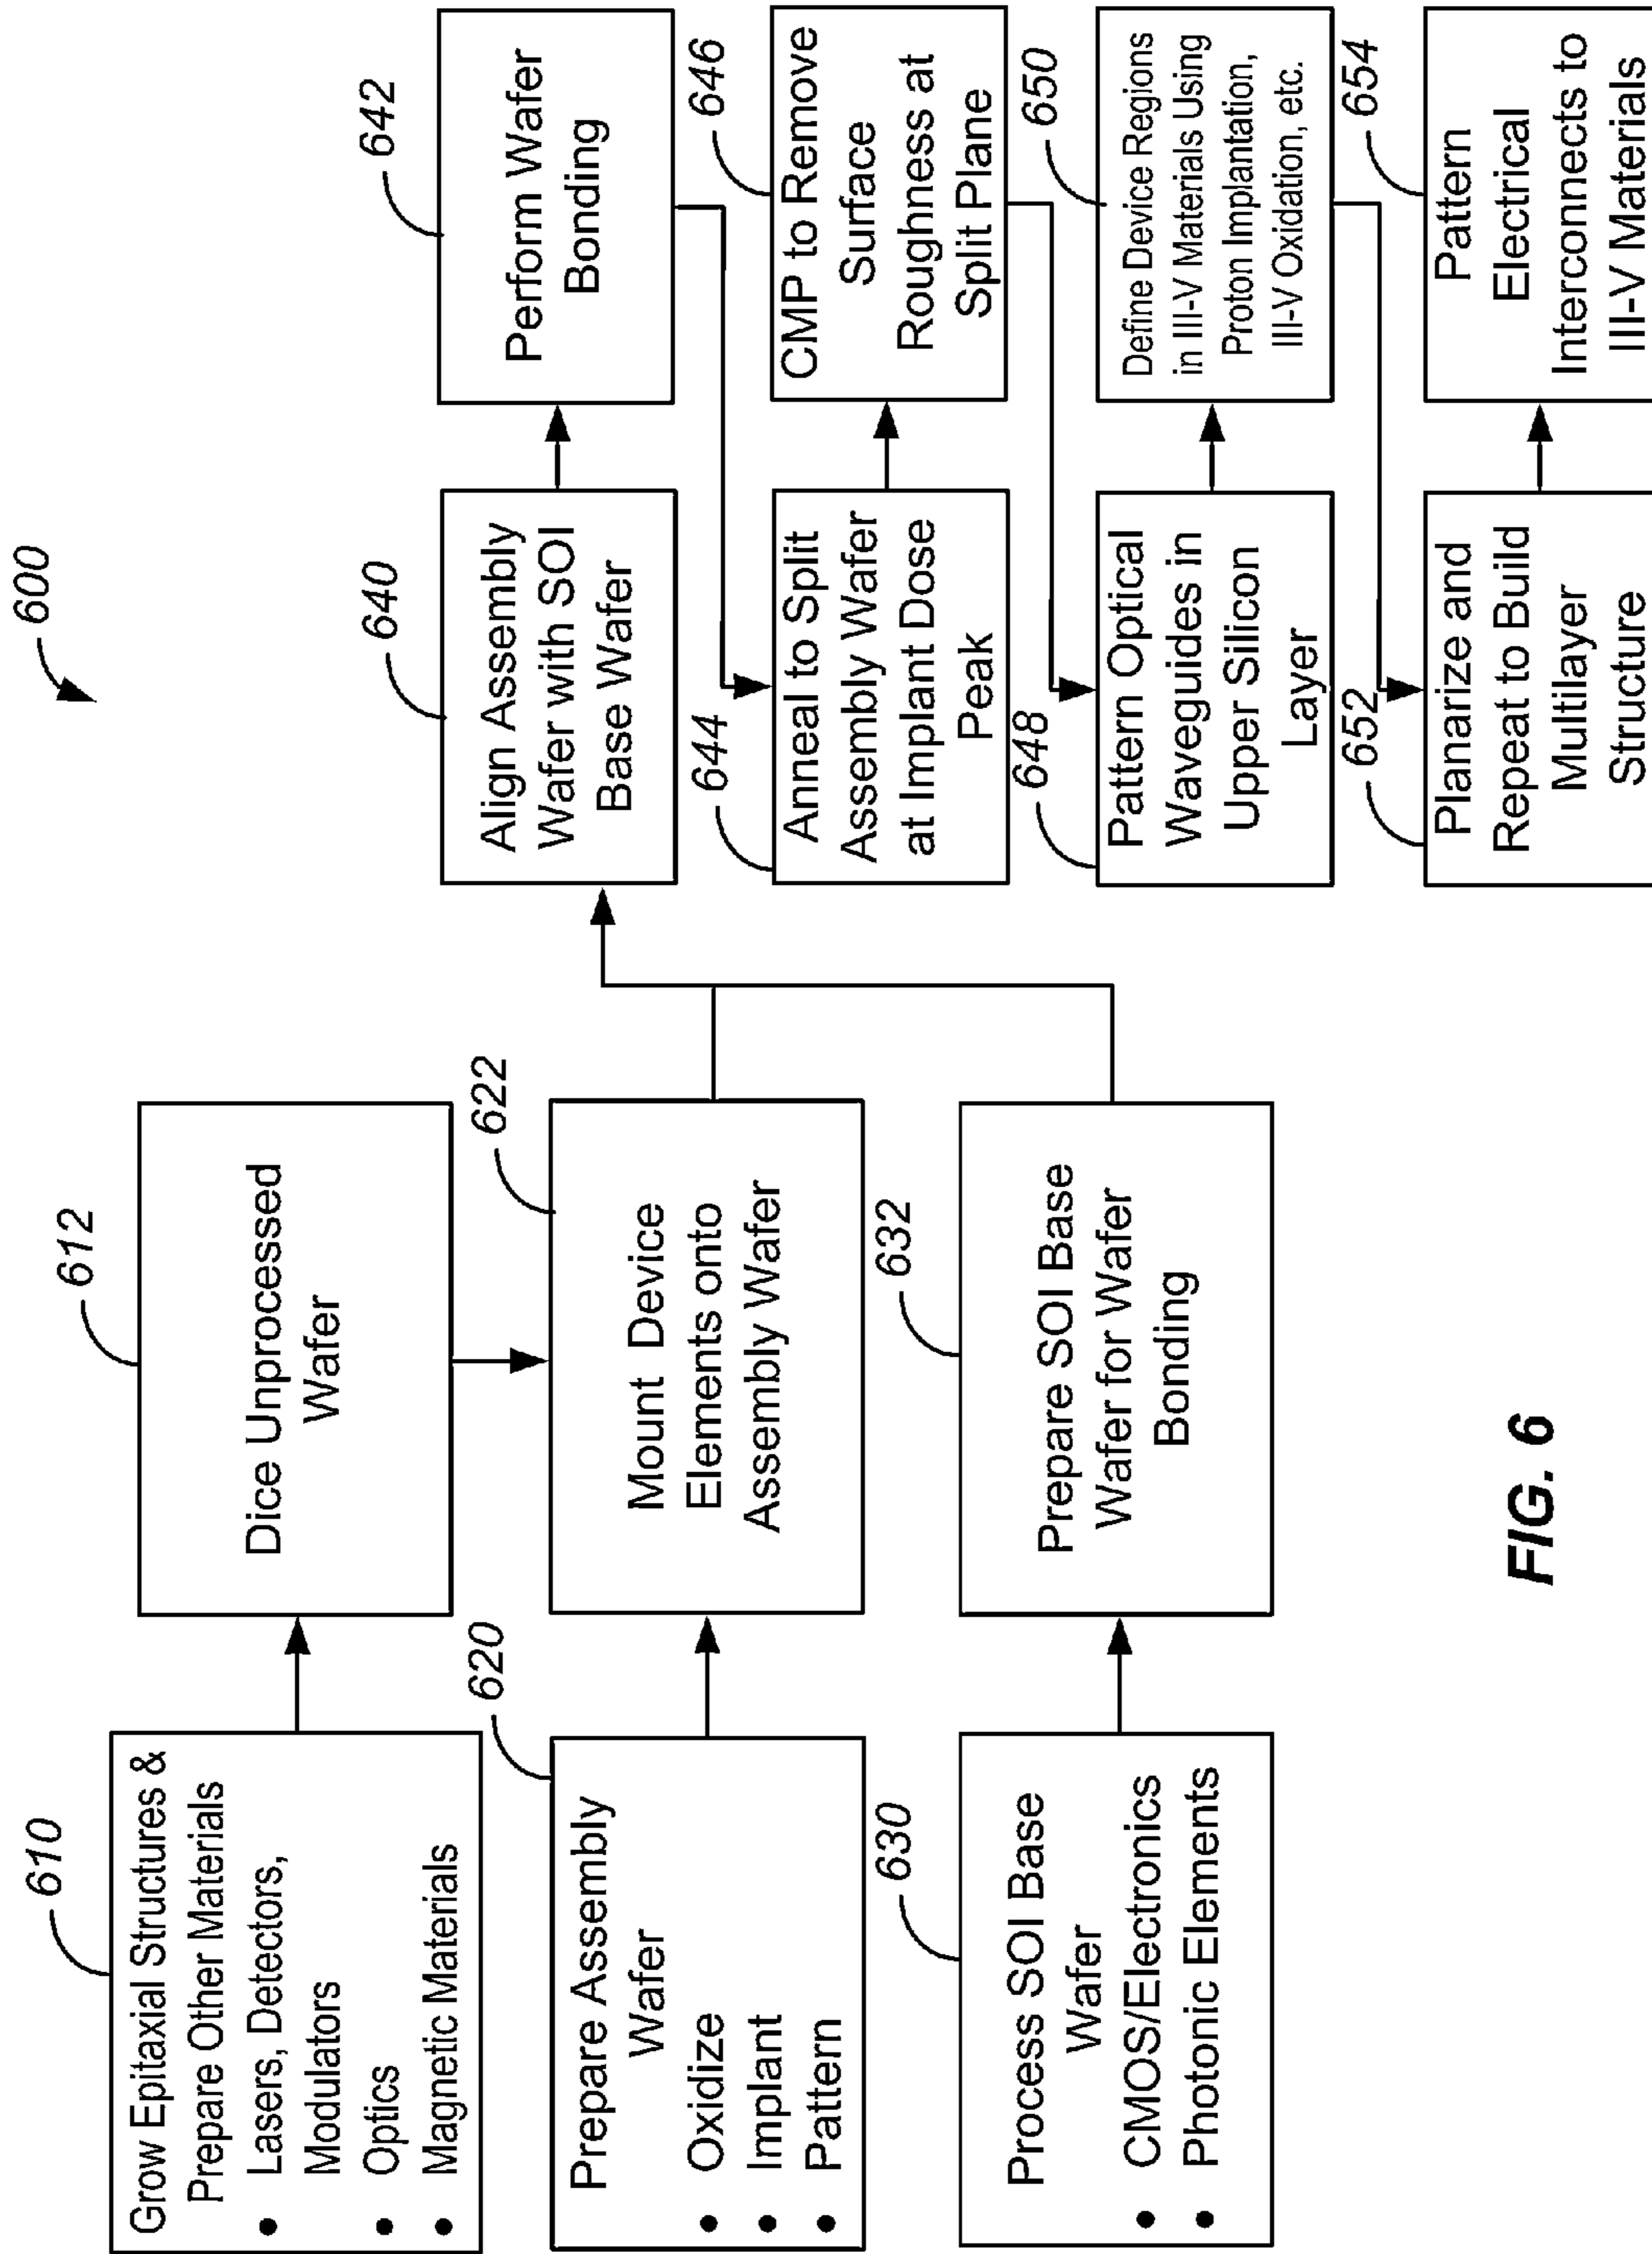 600
610
Grow Epitaxial Structures &
Prepare Other Materials
• Lasers, Detectors,
Modulators
• Optics
• Magnetic Materials
612
Dice Unprocessed
Wafer
620
Prepare Assembly
Wafer
• Oxidize
• Implant
• Pattern
622
Mount Device
Elements onto
Assembly Wafer
630
Process SOI Base
Wafer
• CMOS/Electronics
• Photonic Elements
632
Prepare SOI Base
Wafer for Wafer
Bonding
640
Align Assembly
Wafer with SOI
Base Wafer
642
Perform Wafer
Bonding
644
Anneal to Split
Assembly Wafer
at Implant Dose
Peak
646
CMP to Remove
Surface
Roughness at
Split Plane
648
Pattern Optical
Waveguides in
Upper Silicon
Layer
650
Define Device Regions
in III-V Materials Using
Proton Implantation,
III-V Oxidation, etc.
652
Planarize and
Repeat to Build
Multilayer
Structure
654
Pattern
Electrical
Interconnects to
III-V Materials
FIG. 6